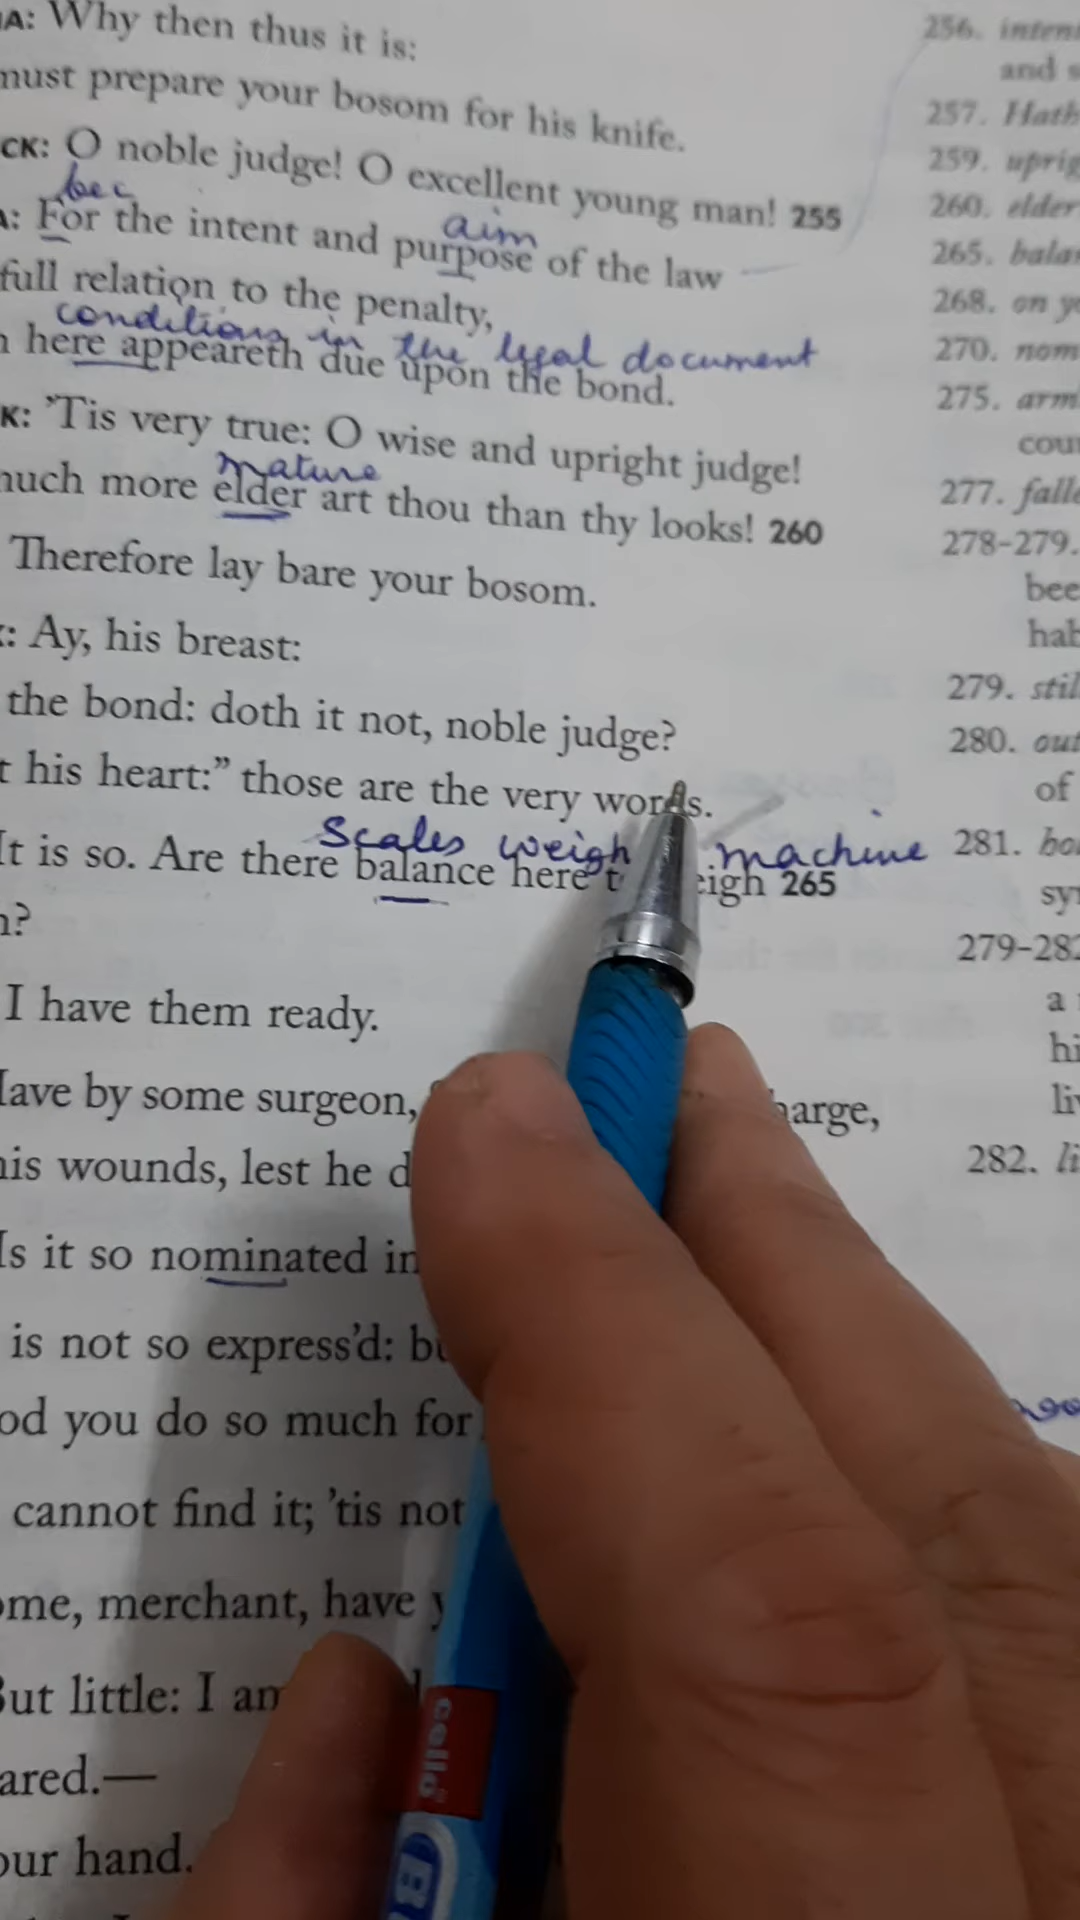 A: Why then thus it is:
must prepare your bosom for his knife.
CK: O noble judge! O excellent young man! 255
bec
aim
A: For the intent and purpose of the law
full relation to the penalty,
conditions in the legal document
here appeareth due upon the bond.
K: 'Tis very true: O wise and upright judge!
mature
much more elder art thou than thy looks! 260
Therefore lay bare your bosom.
: Ay, his breast:
the bond: doth it not, noble judge?
t his heart:” those are the very words.
Scales weigh machine
It is so. Are there balance here t eigh 265
?
I have them ready.
Have by some surgeon, harge,
his wounds, lest he d
Is it so nominated in
is not so express'd: bu
od you do so much for
cannot find it; 'tis not
ome, merchant, have y
But little: I am
ared.—
our hand.
256. inten
and s
257. Hath
259. uprig
260. elder
265. bala
268. on yo
270. nom
275. arm
cou
277. falle
278-279.
bee
hab
279. stil
280. out
of
281. bo
sy
279-282
a
hi
li
282. li
cello